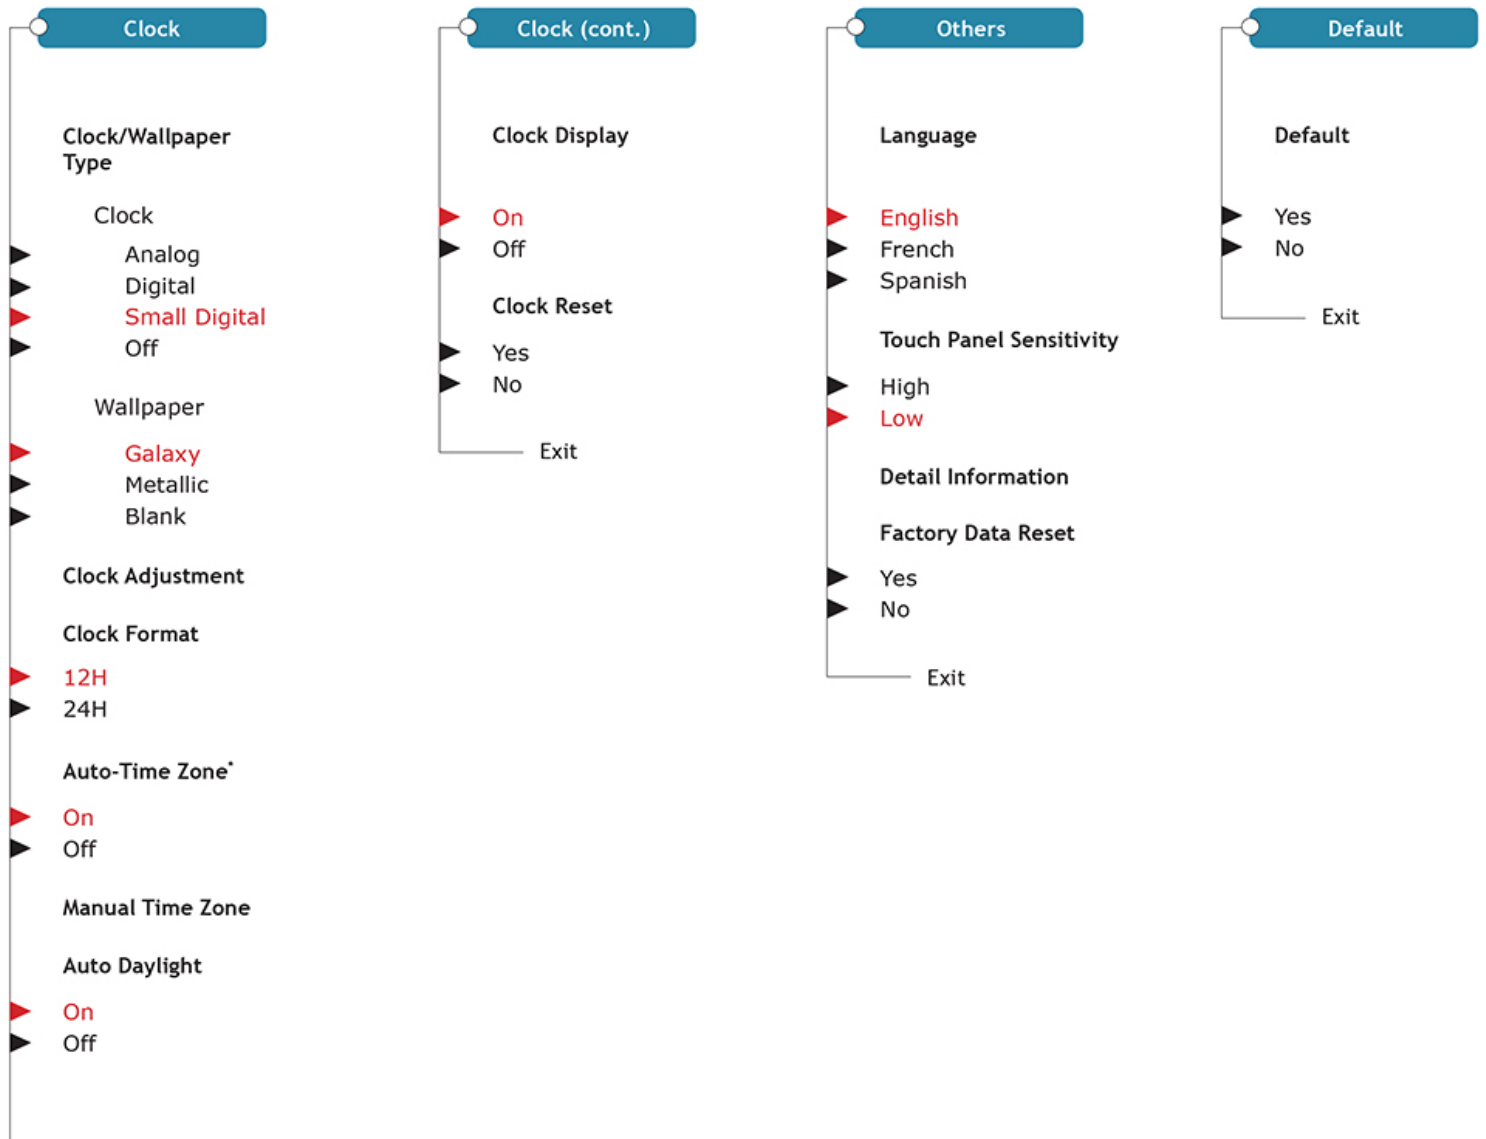 Clock
Clock/Wallpaper
Type
Clock
Analog
Digital
Small Digital
Off
Wallpaper
Galaxy
Metallic
Blank
Clock Adjustment
Clock Format
12H
24H
Auto-Time Zone*
On
Off
Manual Time Zone
Auto Daylight
On
Off
Clock (cont.)
Clock Display
On
Off
Clock Reset
Yes
No
Exit
Others
Language
English
French
Spanish
Touch Panel Sensitivity
High
Low
Detail Information
Factory Data Reset
Yes
No
Exit
Default
Default
Yes
No
Exit